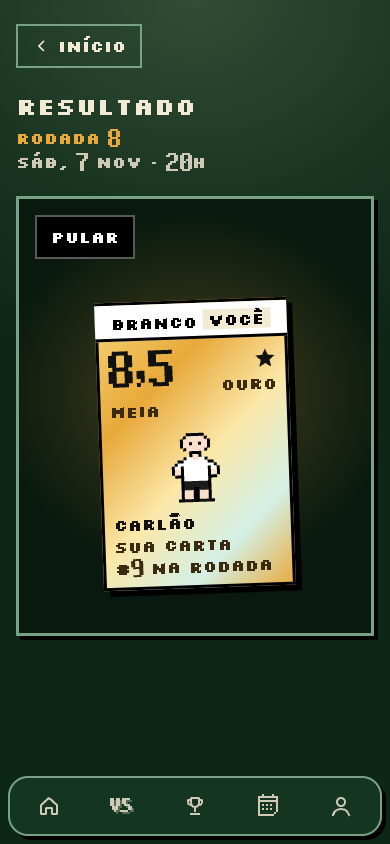 INÍCIO
RESULTADO
RODADA 8
SÁB, 7 NOV · 20H
PULAR
BRANCO VOCÊ
8,5
OURO
MEIA
CARLÃO
SUA CARTA
#9 NA RODADA
VS